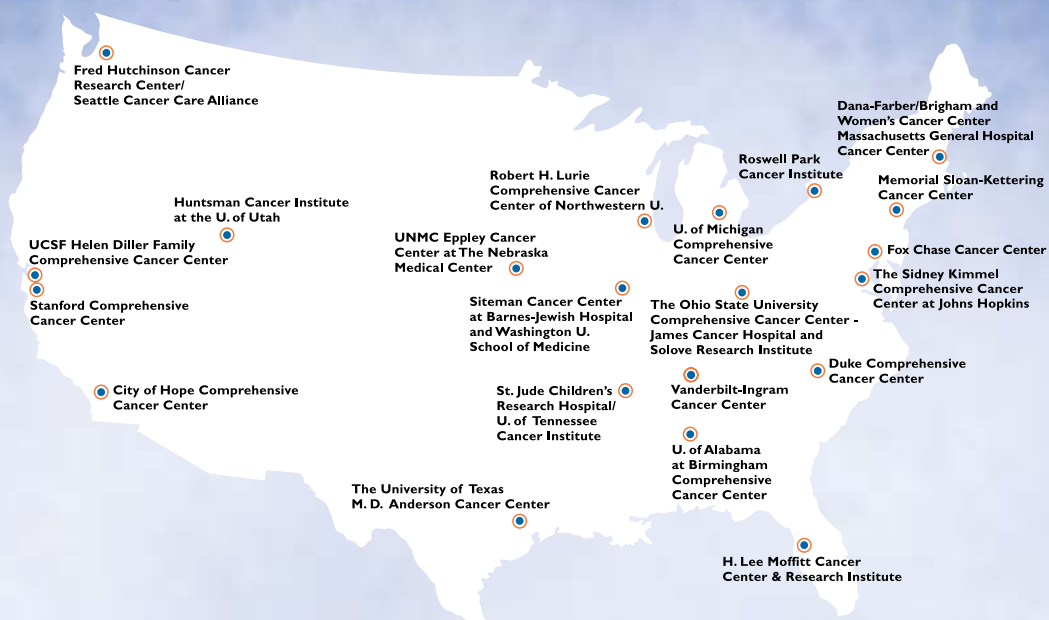 Fred Hutchinson Cancer
Research Center/
Seattle Cancer Care Alliance
Dana-Farber/Brigham and
Women's Cancer Center
Massachusetts General Hospital
Cancer Center
Roswell Park
Cancer Institute
Memorial Sloan-Kettering
Cancer Center
Robert H. Lurie
Comprehensive Cancer
Center of Northwestern U.
Huntsman Cancer Institute
at the U. of Utah
U. of Michigan
Comprehensive
Cancer Center
UCSF Helen Diller Family
Comprehensive Cancer Center
UNMC Eppley Cancer
Center at The Nebraska
Medical Center
Fox Chase Cancer Center
The Sidney Kimmel
Comprehensive Cancer
Center at Johns Hopkins
Stanford Comprehensive
Cancer Center
Siteman Cancer Center
at Barnes-Jewish Hospital
and Washington U.
School of Medicine
The Ohio State University
Comprehensive Cancer Center -
James Cancer Hospital and
Solove Research Institute
Duke Comprehensive
Cancer Center
City of Hope Comprehensive
Cancer Center
St. Jude Children's
Research Hospital/
U. of Tennessee
Cancer Institute
Vanderbilt-Ingram
Cancer Center
U. of Alabama
at Birmingham
Comprehensive
Cancer Center
The University of Texas
M. D. Anderson Cancer Center
H. Lee Moffitt Cancer
Center & Research Institute